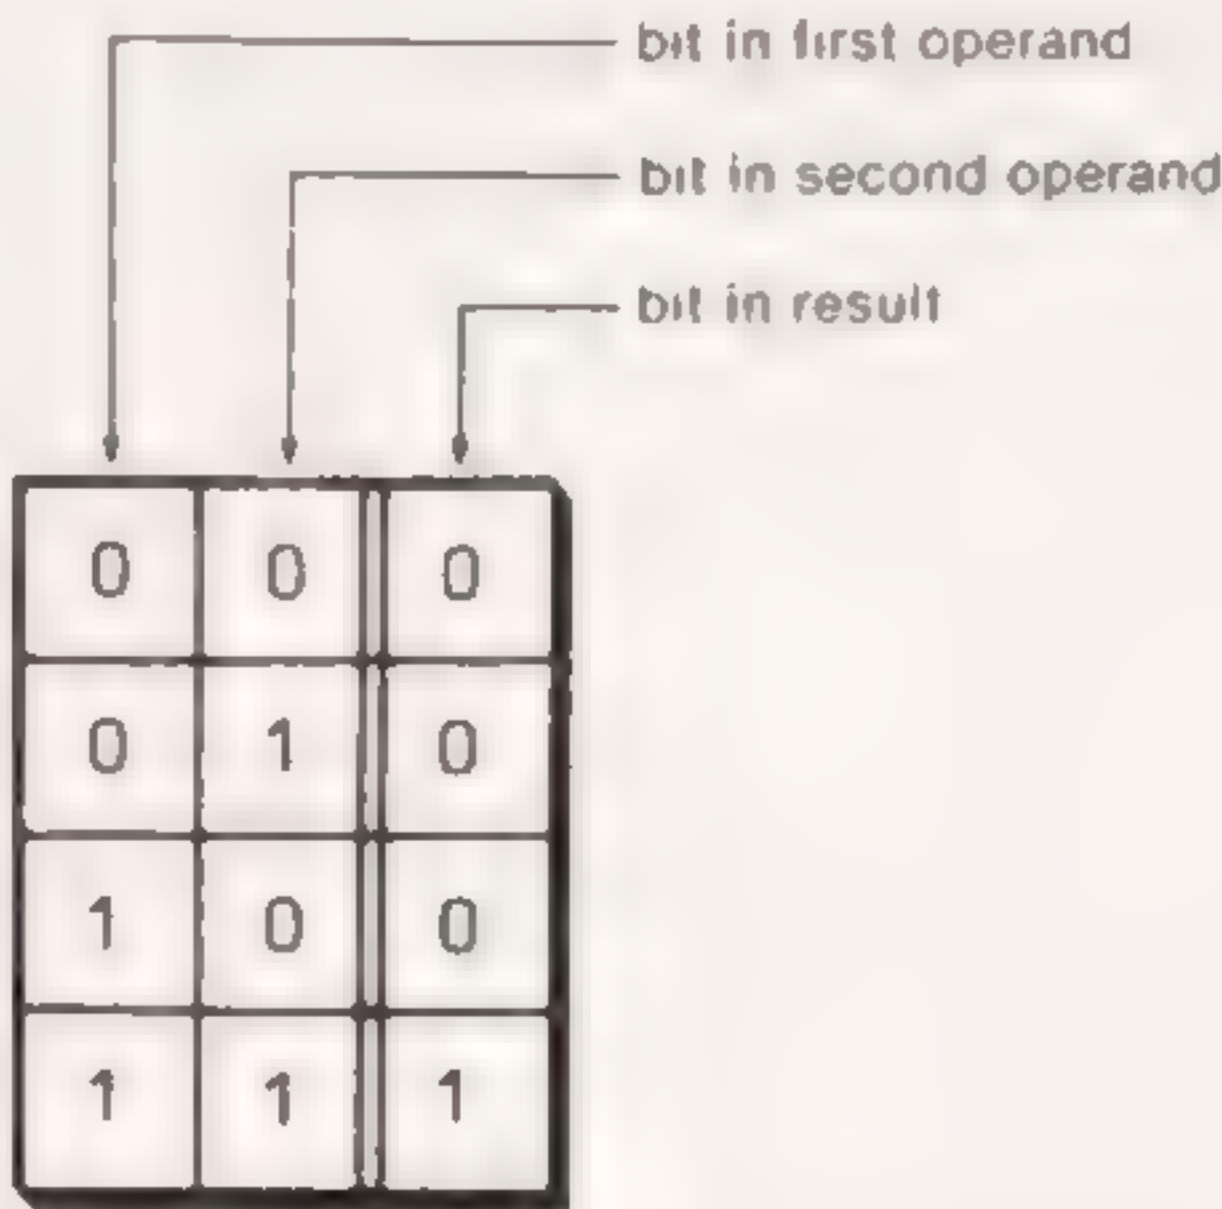 bit in first operand
bit in second operand
bit in result
0 0 0
0 1 0
1 0 0
1 1 1